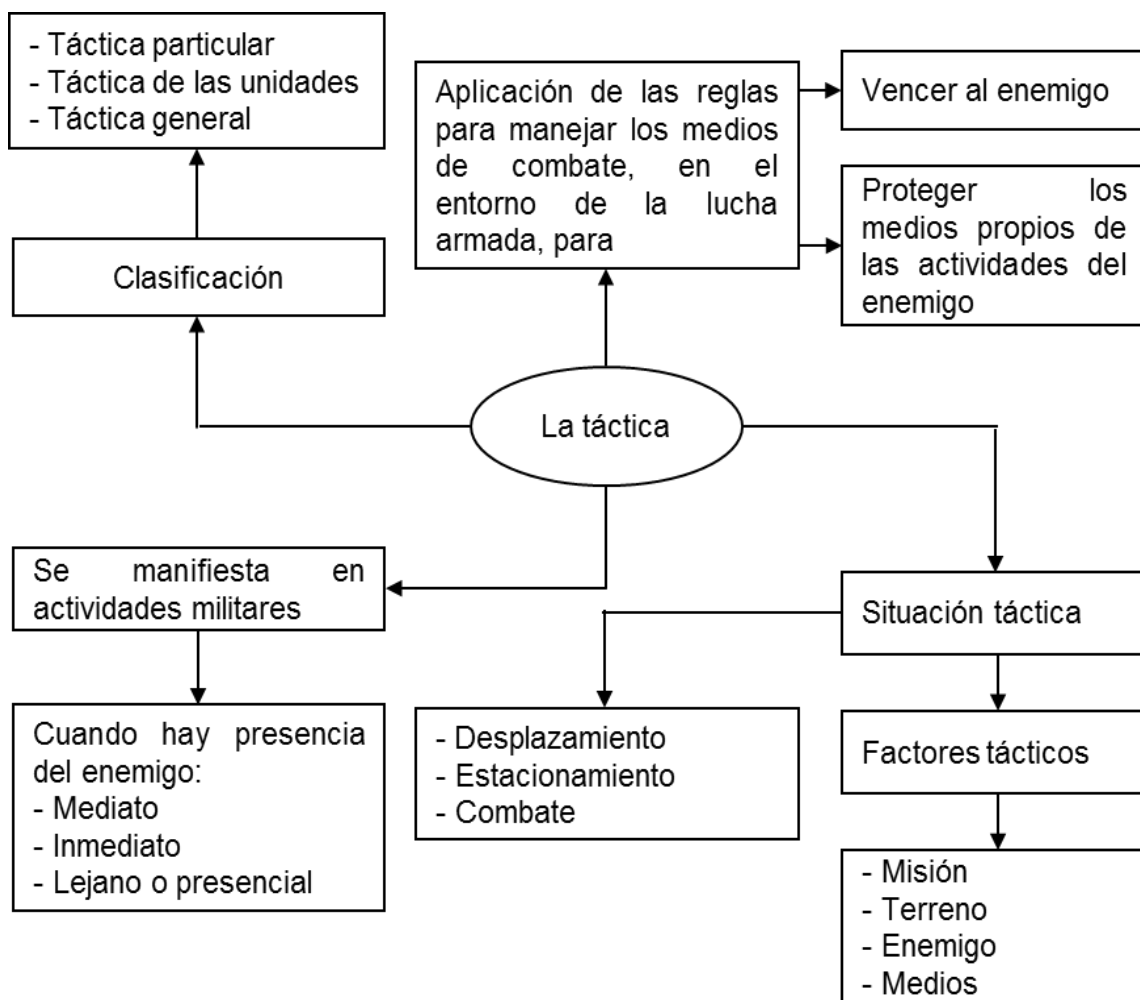 - Táctica particular
- Táctica de las unidades
- Táctica general
Aplicación de las reglas
para manejar los medios
de combate, en el
entorno de la lucha
armada, para
Vencer al enemigo
Proteger los
medios propios de
las actividades del
enemigo
Clasificación
La táctica
Se manifiesta en
actividades militares
Situación táctica
Cuando hay presencia
del enemigo:
- Mediato
- Inmediato
- Lejano o presencial
- Desplazamiento
- Estacionamiento
- Combate
Factores tácticos
- Misión
- Terreno
- Enemigo
- Medios